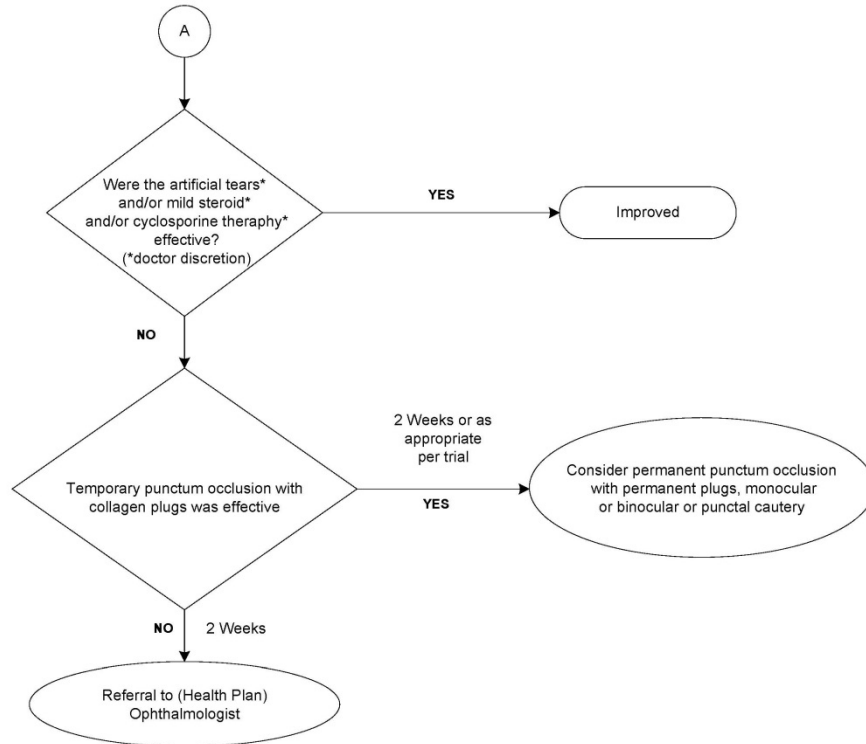 A
Were the artificial tears*
and/or mild steroid*
and/or cyclosporine theraphy*
effective?
(*doctor discretion)
YES
Improved
NO
Temporary punctum occlusion with
collagen plugs was effective
2 Weeks or as
appropriate
per trial
YES
Consider permanent punctum occlusion
with permanent plugs, monocular
or binocular or punctal cautery
NO 2 Weeks
Referral to (Health Plan)
Ophthalmologist